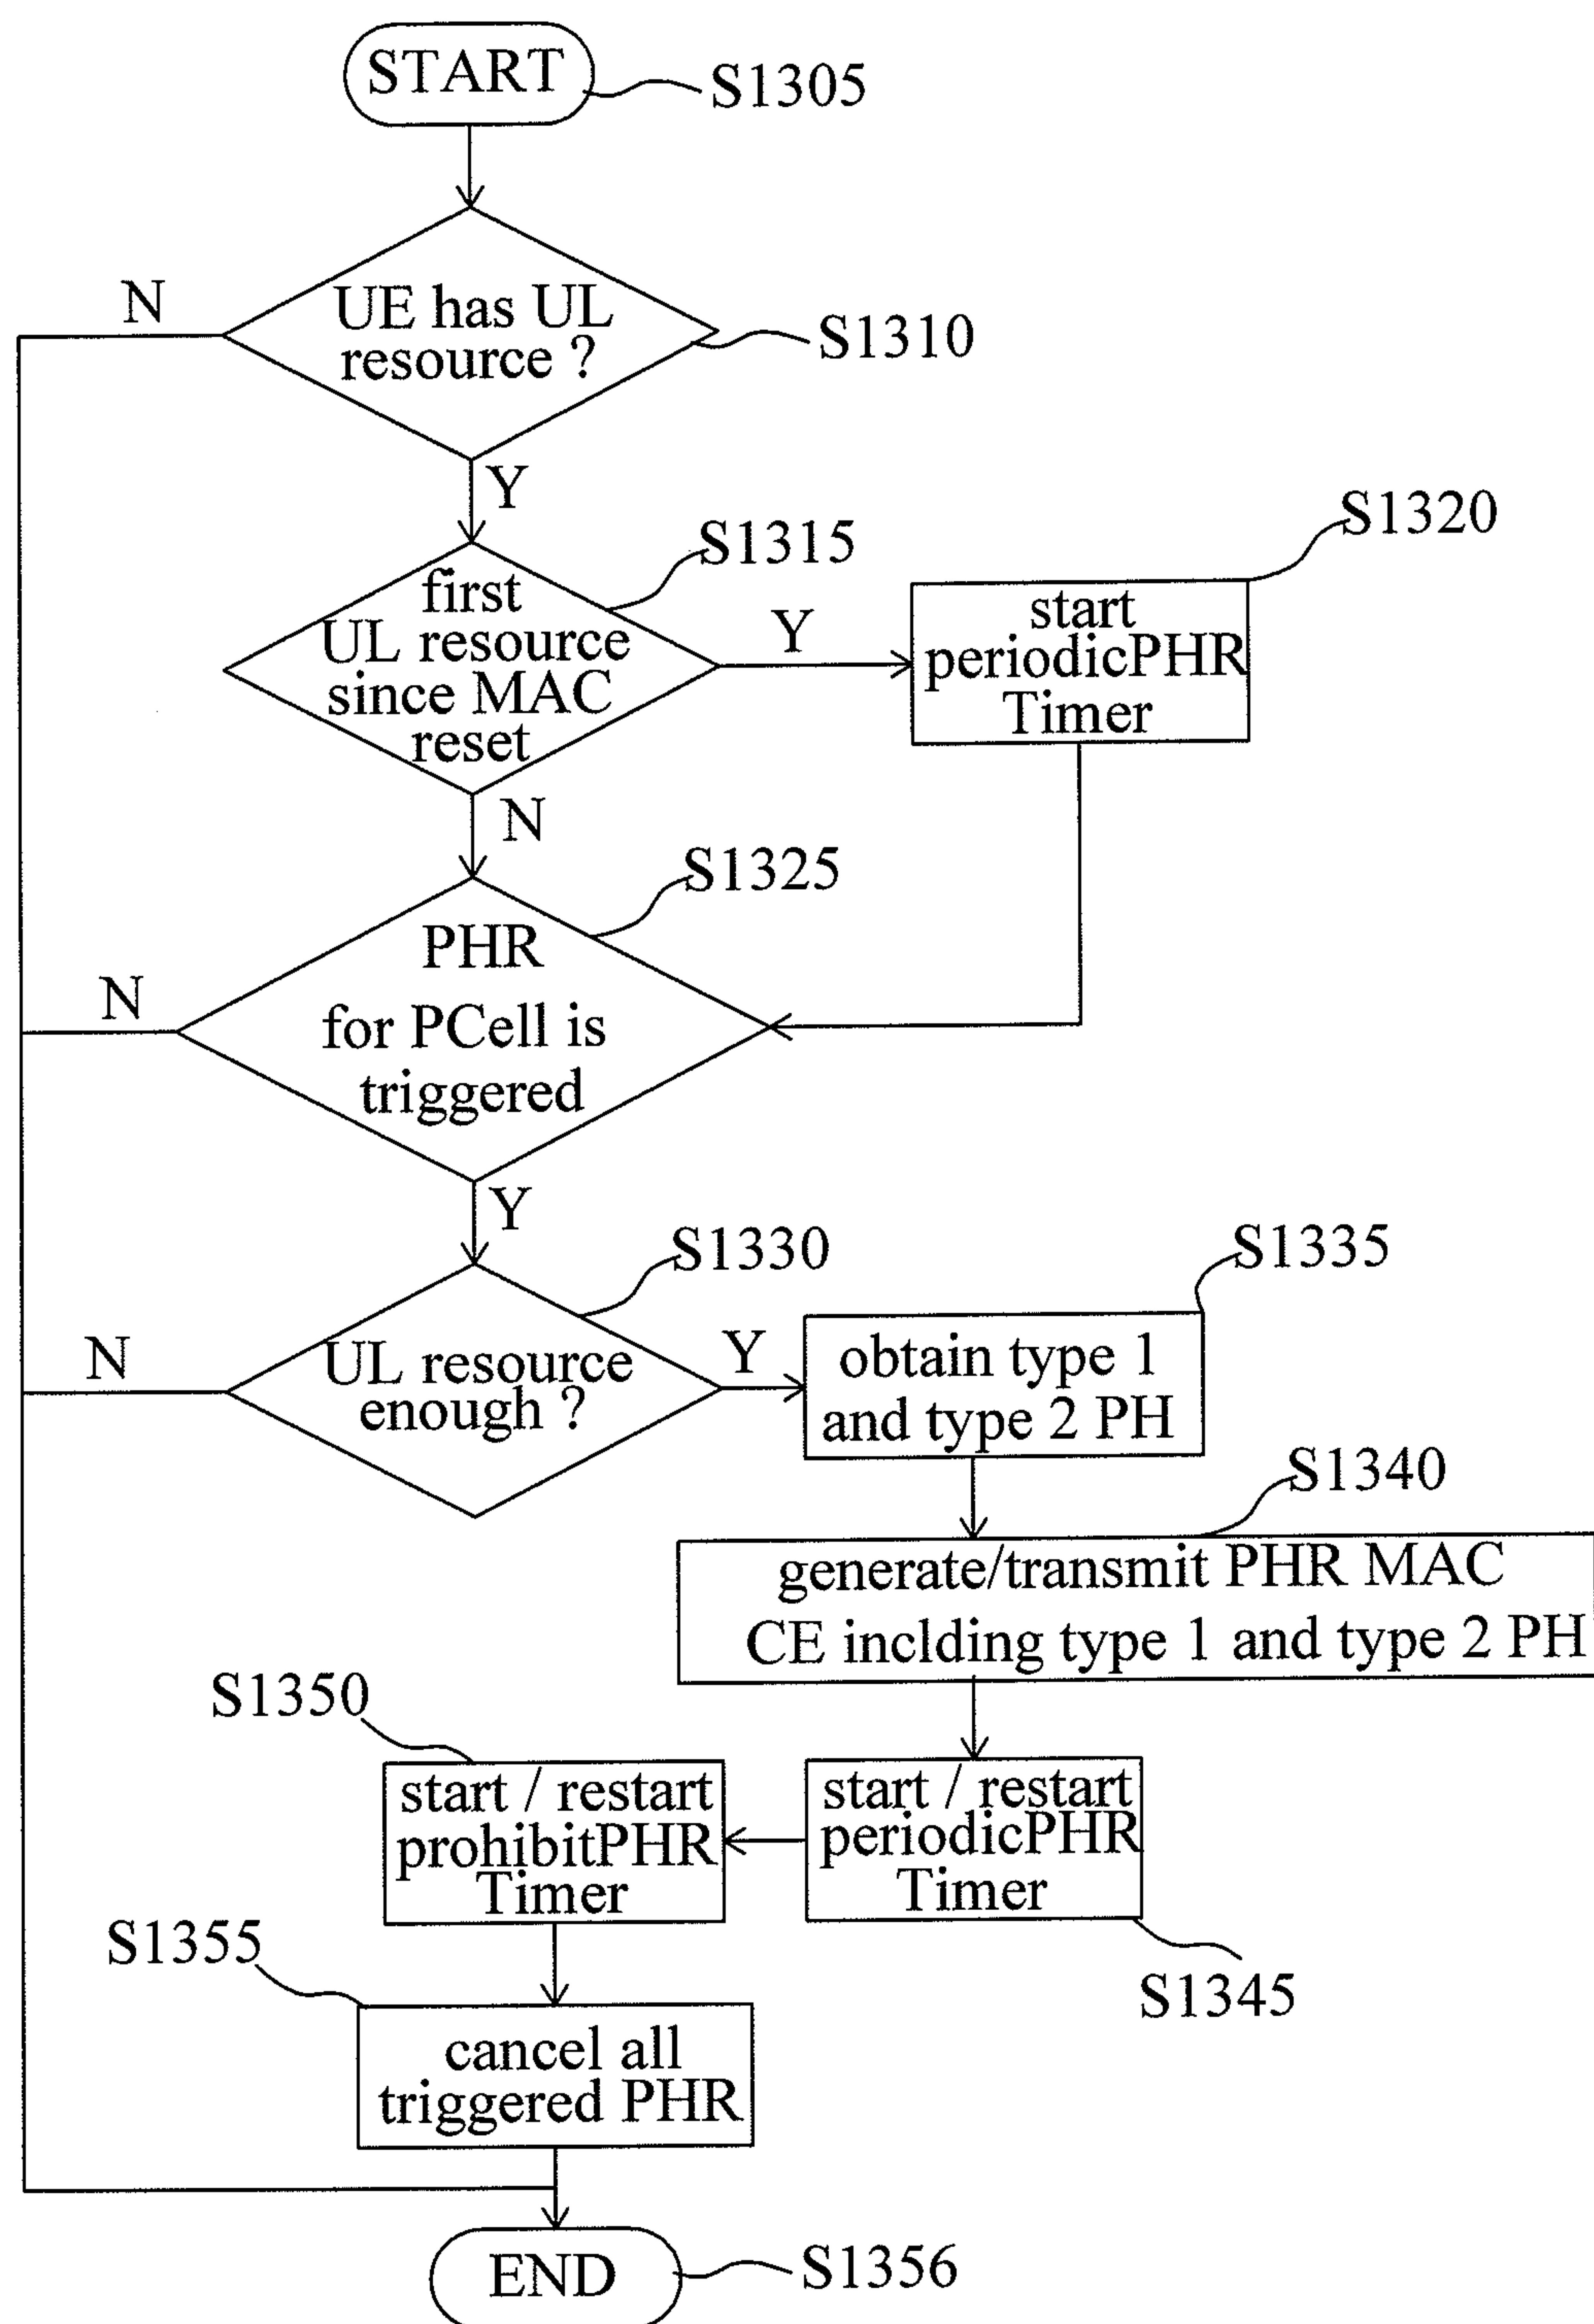 START
S1305
N
UE has UL
resource ?
S1310
Y
S1315
S1320
first
UL resource
since MAC
reset
Y
start
periodicPHR
Timer
N
S1325
PHR
for PCell is
triggered
N
Y
S1330
S1335
N
UL resource
enough ?
Y
obtain type 1
and type 2 PH
S1340
generate/transmit PHR MAC
CE inclding type 1 and type 2 PH
S1350
start / restart
prohibitPHR
Timer
start / restart
periodicPHR
Timer
S1355
S1345
cancel all
triggered PHR
END
S1356